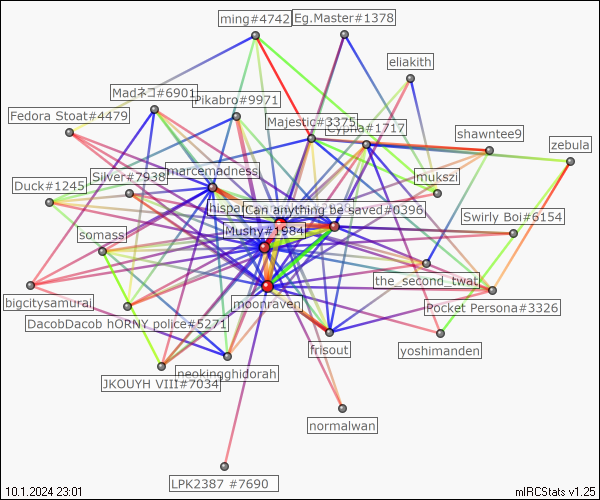 ming#4742
Eg.Master#1378
eliakith
Madネコ#6901
Pikabro#9971
Fedora Stoat#4479
Majestic#3375
Cypha#1717
shawntee9
zebula
marcemadness
Silver#7938
mukszi
Duck#1245
Can anything be saved#0396
Swirly Boi#6154
Mushy#1984
somassi
the_second_twat
bigcitysamurai
moonraven
Pocket Persona#3326
DacobDacob hORNY police#5271
frisout
yoshimanden
neokingghidorah
JKOUYH VIII#7034
normalwan
LPK2387 #7690
10.1.2024 23:01
mIRCStats v1.25